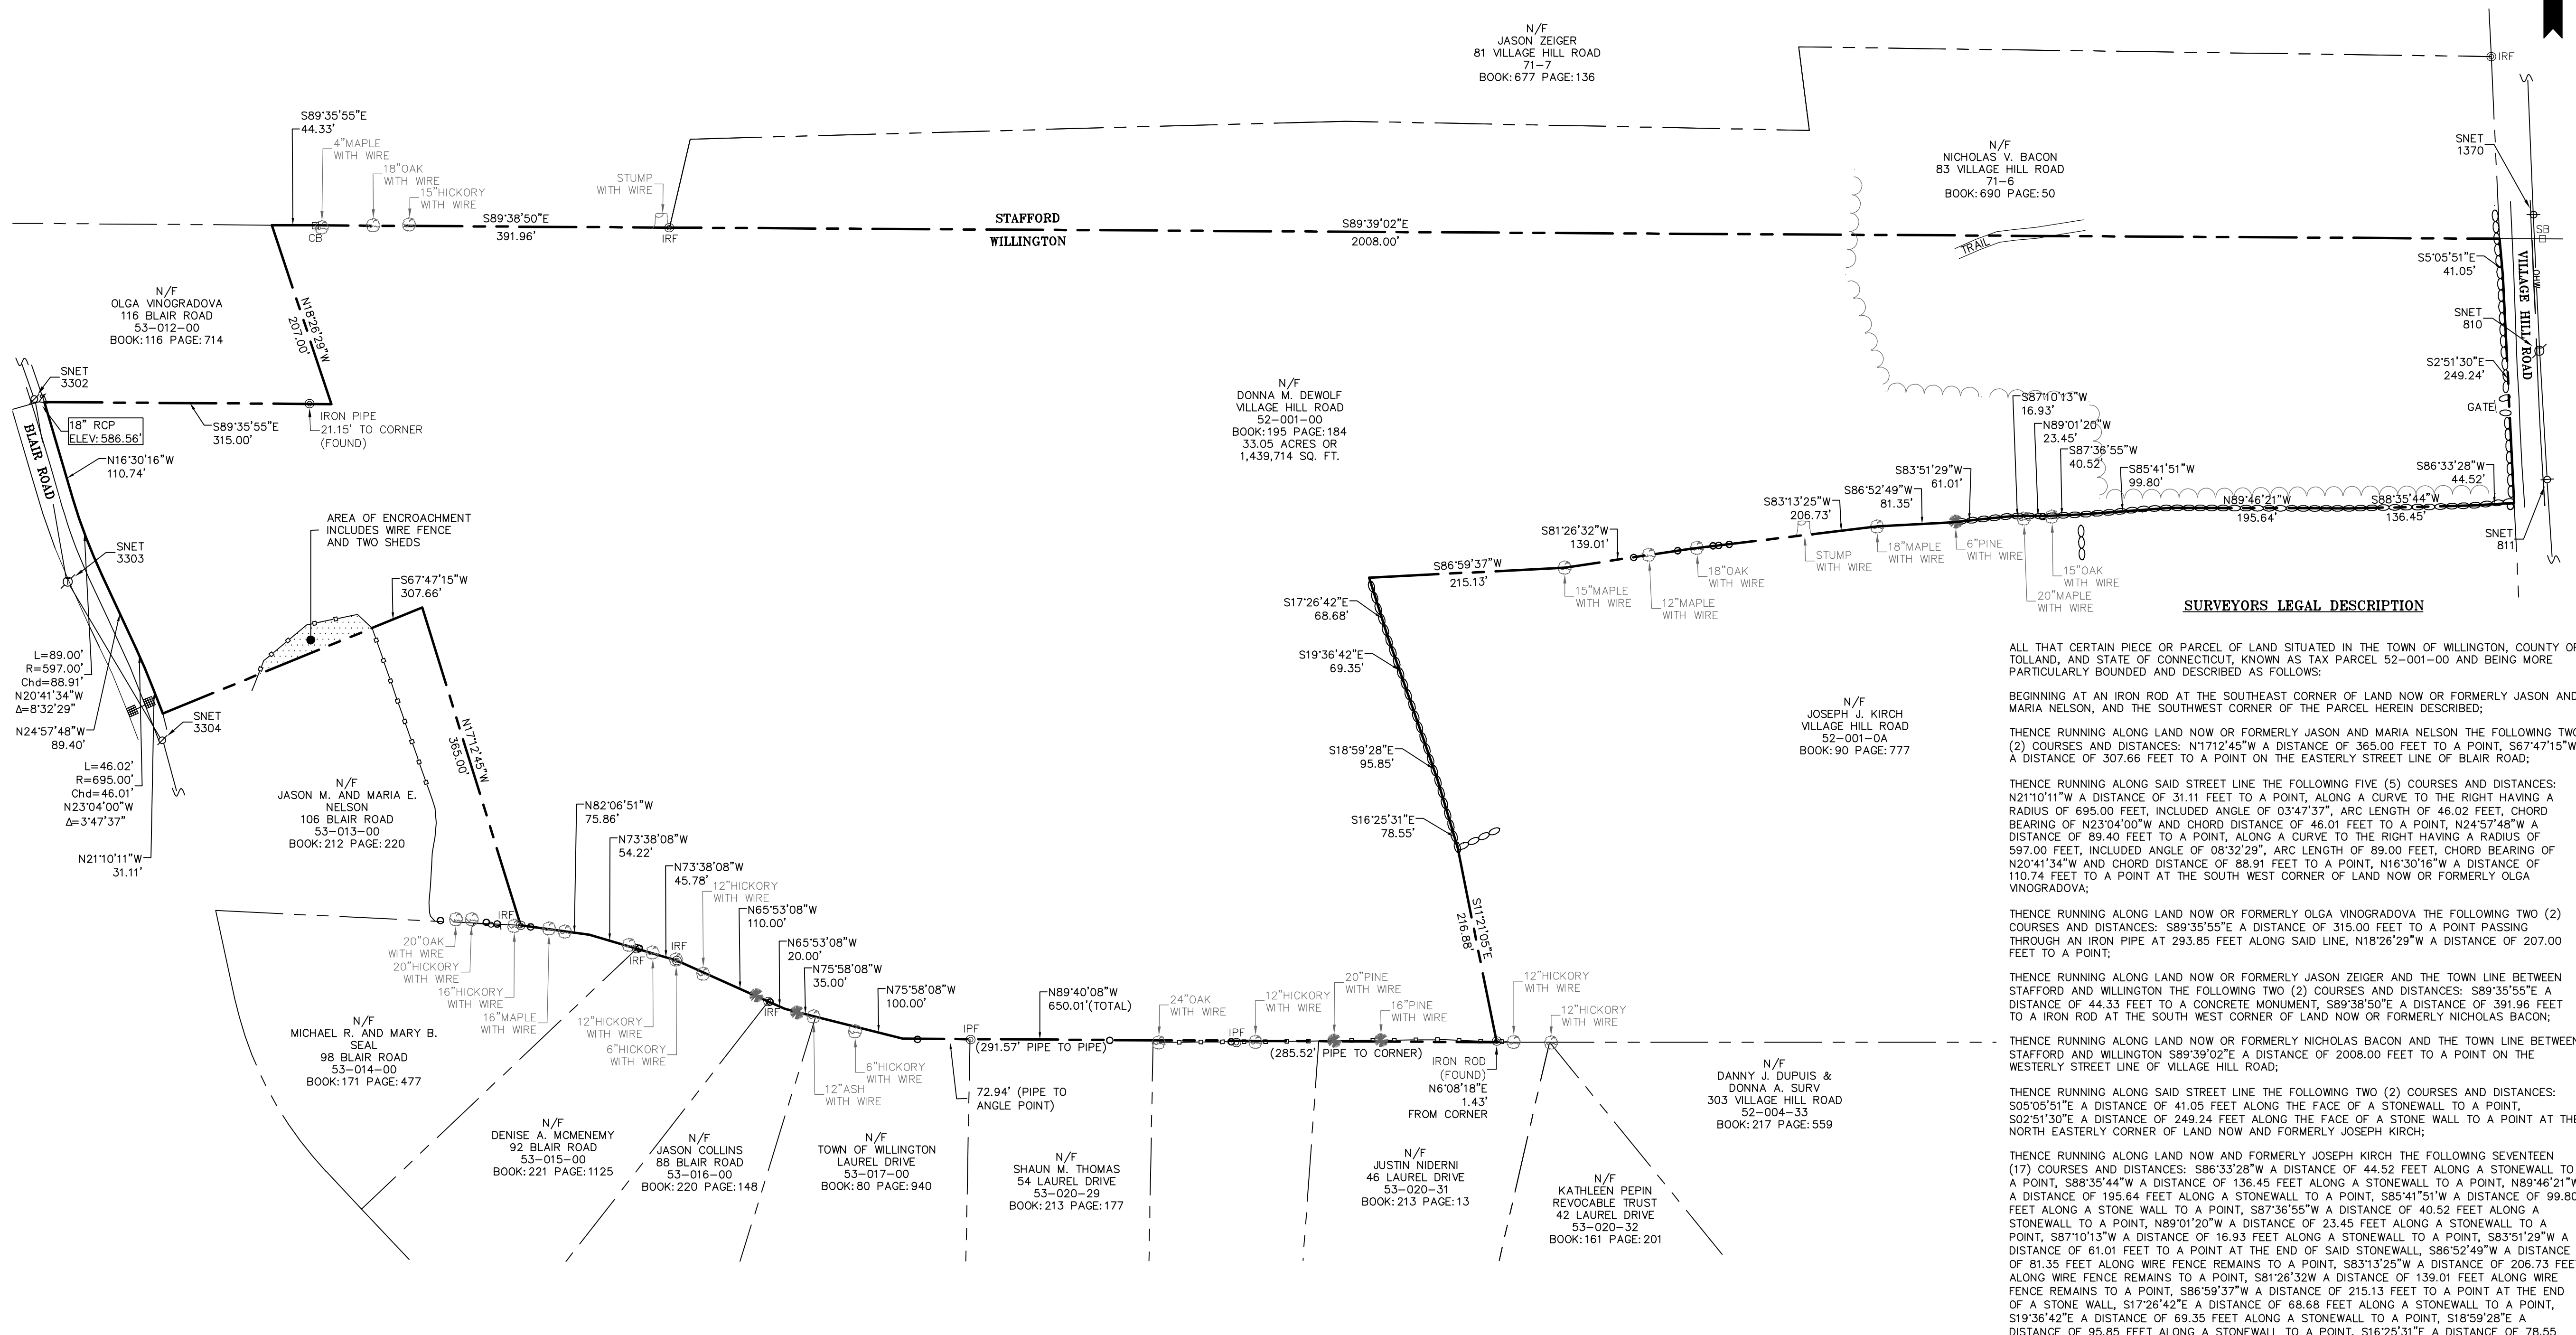 N/F
JASON ZEIGER
81 VILLAGE HILL ROAD
71-7
BOOK:677 PAGE:136
IRF
S89°35'55"E
44.33'
4"MAPLE
WITH WIRE
18"OAK
WITH WIRE
15"HICKORY
WITH WIRE
STUMP
WITH WIRE
N/F
NICHOLAS V. BACON
83 VILLAGE HILL ROAD
71-6
BOOK:690 PAGE:50
SNET
1370
CB
S89°38'50"E
391.96'
IRF
STAFFORD
WILLINGTON
S89°39'02"E
2008.00'
TRAIL
SB
S5°05'51"E
41.05'
VILLAGE HILL ROAD
OHW
SNET
810
S2°51'30"E
249.24'
GATE
N/F
OLGA VINOGRADOVA
116 BLAIR ROAD
53-012-00
BOOK:116 PAGE:714
N18°26'29"W
207.00'
SNET
3302
18" RCP
ELEV:586.56'
BLAIR ROAD
S89°35'55"E
315.00'
IRON PIPE
21.15' TO CORNER
(FOUND)
N16°30'16"W
110.74'
N/F
DONNA M. DEWOLF
VILLAGE HILL ROAD
52-001-00
BOOK:195 PAGE:184
33.05 ACRES OR
1,439,714 SQ. FT.
S87°10'13"W
16.93'
N89°01'20"W
23.45'
S87°36'55"W
40.52'
S85°41'51"W
99.80'
S86°33'28"W
44.52'
S83°51'29"W
61.01'
S86°52'49"W
81.35'
S83°13'25"W
206.73'
N89°46'21"W
195.64'
S88°35'44"W
136.45'
S81°26'32"W
139.01'
S86°59'37"W
215.13'
SNET
811
STUMP
WITH WIRE
18"MAPLE
WITH WIRE
6"PINE
WITH WIRE
15"OAK
WITH WIRE
20"MAPLE
WITH WIRE
18"OAK
WITH WIRE
12"MAPLE
WITH WIRE
15"MAPLE
WITH WIRE
AREA OF ENCROACHMENT
INCLUDES WIRE FENCE
AND TWO SHEDS
SNET
3303
S67°47'15"W
307.66'
S17°26'42"E
68.68'
S19°36'42"E
69.35'
S18°59'28"E
95.85'
S16°25'31"E
78.55'
S11°21'05"E
216.88'
L=89.00'
R=597.00'
Chd=88.91'
N20°41'34"W
Δ=8°32'29"
N24°57'48"W
89.40'
SNET
3304
L=46.02'
R=695.00'
Chd=46.01'
N23°04'00"W
Δ=3°47'37"
N21°10'11"W
31.11'
N17°12'45"W
365.00'
N/F
JASON M. AND MARIA E.
NELSON
106 BLAIR ROAD
53-013-00
BOOK:212 PAGE:220
N/F
JOSEPH J. KIRCH
VILLAGE HILL ROAD
52-001-0A
BOOK:90 PAGE:777
N82°06'51"W
75.86'
N73°38'08"W
54.22'
N73°38'08"W
45.78'
12"HICKORY
WITH WIRE
N65°53'08"W
110.00'
N65°53'08"W
20.00'
N75°58'08"W
35.00'
N75°58'08"W
100.00'
N89°40'08"W
650.01'(TOTAL)
IRF
20"OAK
WITH WIRE
20"HICKORY
WITH WIRE
16"HICKORY
WITH WIRE
16"MAPLE
WITH WIRE
12"HICKORY
WITH WIRE
6"HICKORY
WITH WIRE
IRF
IRF
IRF
12"ASH
WITH WIRE
6"HICKORY
WITH WIRE
IPF
(291.57' PIPE TO PIPE)
72.94' (PIPE TO
ANGLE POINT)
24"OAK
WITH WIRE
12"HICKORY
WITH WIRE
20"PINE
WITH WIRE
16"PINE
WITH WIRE
IPF
(285.52' PIPE TO CORNER)
IRON ROD
(FOUND)
N6°08'18"E
1.43'
FROM CORNER
12"HICKORY
WITH WIRE
12"HICKORY
WITH WIRE
N/F
MICHAEL R. AND MARY B.
SEAL
98 BLAIR ROAD
53-014-00
BOOK:171 PAGE:477
N/F
DENISE A. MCMENEMY
92 BLAIR ROAD
53-015-00
BOOK:221 PAGE:1125
N/F
JASON COLLINS
88 BLAIR ROAD
53-016-00
BOOK:220 PAGE:148
N/F
TOWN OF WILLINGTON
LAUREL DRIVE
53-017-00
BOOK:80 PAGE:940
N/F
SHAUN M. THOMAS
54 LAUREL DRIVE
53-020-29
BOOK:213 PAGE:177
N/F
JUSTIN NIDERNI
46 LAUREL DRIVE
53-020-31
BOOK:213 PAGE:13
N/F
KATHLEEN PEPIN
REVOCABLE TRUST
42 LAUREL DRIVE
53-020-32
BOOK:161 PAGE:201
N/F
DANNY J. DUPUIS &
DONNA A. SURV
303 VILLAGE HILL ROAD
52-004-33
BOOK:217 PAGE:559
SURVEYORS LEGAL DESCRIPTION
ALL THAT CERTAIN PIECE OR PARCEL OF LAND SITUATED IN THE TOWN OF WILLINGTON, COUNTY OF
TOLLAND, AND STATE OF CONNECTICUT, KNOWN AS TAX PARCEL 52-001-00 AND BEING MORE
PARTICULARLY BOUNDED AND DESCRIBED AS FOLLOWS:
BEGINNING AT AN IRON ROD AT THE SOUTHEAST CORNER OF LAND NOW OR FORMERLY JASON AND
MARIA NELSON, AND THE SOUTHWEST CORNER OF THE PARCEL HEREIN DESCRIBED;
THENCE RUNNING ALONG LAND NOW OR FORMERLY JASON AND MARIA NELSON THE FOLLOWING TWO
(2) COURSES AND DISTANCES: N°1712'45"W A DISTANCE OF 365.00 FEET TO A POINT, S67°47'15"W
A DISTANCE OF 307.66 FEET TO A POINT ON THE EASTERLY STREET LINE OF BLAIR ROAD;
THENCE RUNNING ALONG SAID STREET LINE THE FOLLOWING FIVE (5) COURSES AND DISTANCES:
N21°10'11"W A DISTANCE OF 31.11 FEET TO A POINT, ALONG A CURVE TO THE RIGHT HAVING A
RADIUS OF 695.00 FEET, INCLUDED ANGLE OF 03°47'37", ARC LENGTH OF 46.02 FEET, CHORD
BEARING OF N23°04'00"W AND CHORD DISTANCE OF 46.01 FEET TO A POINT, N24°57'48"W A
DISTANCE OF 89.40 FEET TO A POINT, ALONG A CURVE TO THE RIGHT HAVING A RADIUS OF
597.00 FEET, INCLUDED ANGLE OF 08°32'29", ARC LENGTH OF 89.00 FEET, CHORD BEARING OF
N20°41'34"W AND CHORD DISTANCE OF 88.91 FEET TO A POINT, N16°30'16"W A DISTANCE OF
110.74 FEET TO A POINT AT THE SOUTH WEST CORNER OF LAND NOW OR FORMERLY OLGA
VINOGRADOVA;
THENCE RUNNING ALONG LAND NOW OR FORMERLY OLGA VINOGRADOVA THE FOLLOWING TWO (2)
COURSES AND DISTANCES: S89°35'55"E A DISTANCE OF 315.00 FEET TO A POINT PASSING
THROUGH AN IRON PIPE AT 293.85 FEET ALONG SAID LINE, N18°26'29"W A DISTANCE OF 207.00
FEET TO A POINT;
THENCE RUNNING ALONG LAND NOW OR FORMERLY JASON ZEIGER AND THE TOWN LINE BETWEEN
STAFFORD AND WILLINGTON THE FOLLOWING TWO (2) COURSES AND DISTANCES: S89°35'55"E A
DISTANCE OF 44.33 FEET TO A CONCRETE MONUMENT, S89°38'50"E A DISTANCE OF 391.96 FEET
TO A IRON ROD AT THE SOUTH WEST CORNER OF LAND NOW OR FORMERLY NICHOLAS BACON;
THENCE RUNNING ALONG LAND NOW OR FORMERLY NICHOLAS BACON AND THE TOWN LINE BETWEEN
STAFFORD AND WILLINGTON S89°39'02"E A DISTANCE OF 2008.00 FEET TO A POINT ON THE
WESTERLY STREET LINE OF VILLAGE HILL ROAD;
THENCE RUNNING ALONG SAID STREET LINE THE FOLLOWING TWO (2) COURSES AND DISTANCES:
S05°05'51"E A DISTANCE OF 41.05 FEET ALONG THE FACE OF A STONEWALL TO A POINT,
S02°51'30"E A DISTANCE OF 249.24 FEET ALONG THE FACE OF A STONE WALL TO A POINT AT THE
NORTH EASTERLY CORNER OF LAND NOW AND FORMERLY JOSEPH KIRCH;
THENCE RUNNING ALONG LAND NOW AND FORMERLY JOSEPH KIRCH THE FOLLOWING SEVENTEEN
(17) COURSES AND DISTANCES: S86°33'28"W A DISTANCE OF 44.52 FEET ALONG A STONEWALL TO
A POINT, S88°35'44"W A DISTANCE OF 136.45 FEET ALONG A STONEWALL TO A POINT, N89°46'21"W
A DISTANCE OF 195.64 FEET ALONG A STONEWALL TO A POINT, S85°41"51'W A DISTANCE OF 99.80
FEET ALONG A STONE WALL TO A POINT, S87°36'55"W A DISTANCE OF 40.52 FEET ALONG A
STONEWALL TO A POINT, N89°01'20"W A DISTANCE OF 23.45 FEET ALONG A STONEWALL TO A
POINT, S87°10'13"W A DISTANCE OF 16.93 FEET ALONG A STONEWALL TO A POINT, S83°51'29"W A
DISTANCE OF 61.01 FEET TO A POINT AT THE END OF SAID STONEWALL, S86°52'49"W A DISTANCE
OF 81.35 FEET ALONG WIRE FENCE REMAINS TO A POINT, S83°13'25"W A DISTANCE OF 206.73 FEET
ALONG WIRE FENCE REMAINS TO A POINT, S81°26'32W A DISTANCE OF 139.01 FEET ALONG WIRE
FENCE REMAINS TO A POINT, S86°59'37"W A DISTANCE OF 215.13 FEET TO A POINT AT THE END
OF A STONE WALL, S17°26'42"E A DISTANCE OF 68.68 FEET ALONG A STONEWALL TO A POINT,
S19°36'42"E A DISTANCE OF 69.35 FEET ALONG A STONEWALL TO A POINT, S18°59'28"E A
DISTANCE OF 95.85 FEET ALONG A STONEWALL TO A POINT, S16°25'31"E A DISTANCE OF 78.55